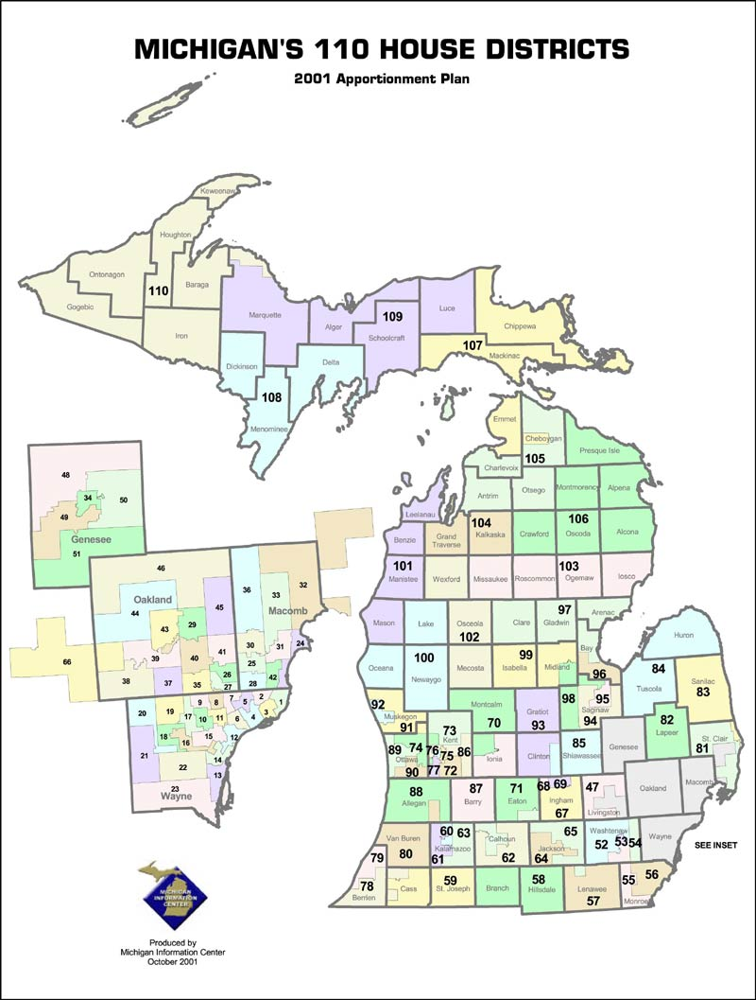 MICHIGAN'S 110 HOUSE DISTRICTS
2001 Apportionment Plan
Keweenaw
Houghton
Ontonagon
Baraga
110
Gogebic
Marquette
Iron
Alger
109
Schoolcraft
Luce
Chippewa
107
Mackinac
Dickinson
Delta
108
Menominee
Emmet
Cheboygan
105
Presque Isle
Charlevoix
Antrim
Otsego
Montmorency
Alpena
Leelanau
Benzie
Grand
Traverse
104
Kalkaska
Crawford
106
Oscoda
Alcona
101
Manistee
Wexford
Missaukee
Roscommon
103
Ogemaw
Iosco
Mason
Lake
Osceola
102
Clare
97
Gladwin
Arenac
Huron
Oceana
100
Newaygo
Mecosta
99
Isabella
Midland
Bay
96
84
Tuscola
Sanilac
83
92
Muskegon
91
Montcalm
70
Gratiot
93
98
95
Saginaw
94
82
Lapeer
St. Clair
81
73
Kent
89
74
76
75
86
Ottawa
90
77
72
Ionia
Clinton
85
Shiawassee
Genesee
Oakland
Macomb
88
Allegan
87
Barry
71
Eaton
68
69
Ingham
67
47
Livingston
Van Buren
80
60
63
Kalamazoo
61
Calhoun
62
65
Jackson
64
Washtenaw
52
53
54
Wayne
SEE INSET
79
78
Berrien
Cass
59
St. Joseph
Branch
58
Hillsdale
Lenawee
57
55
56
Monroe
48
34
50
49
Genesee
51
46
36
32
Oakland
33
45
Macomb
44
43
29
66
39
40
41
30
31
24
25
38
37
35
26
27
28
42
20
19
17
9
8
7
5
2
1
10
11
6
4
3
18
16
15
12
21
22
14
13
23
Wayne
MICHIGAN
INFORMATION
CENTER
Produced by
Michigan Information Center
October 2001